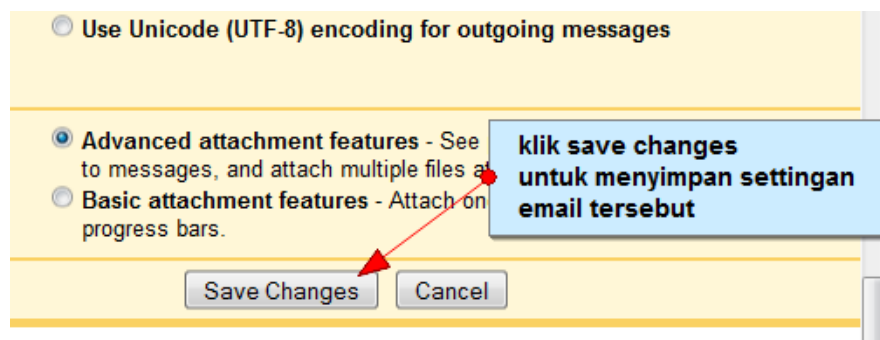 Use Unicode (UTF-8) encoding for outgoing messages
Advanced attachment features - See
to messages, and attach multiple files
Basic attachment features - Attach
progress bars.
klik save changes
untuk menyimpan settingan
email tersebut
Save Changes
Cancel